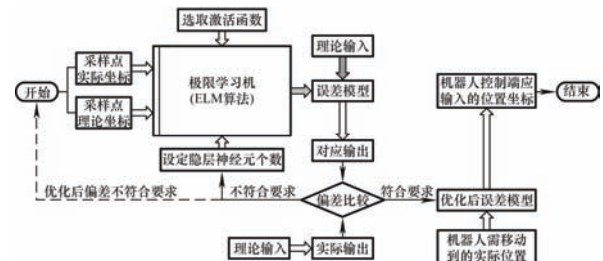 选取激活函数
开始
采样点
实际坐标
采样点
理论坐标
极限学习机
(ELM算法)
设定隐层神经元个数
理论输入
误差模型
对应输出
机器人控制端应
输入的位置坐标
结束
优化后偏差不符合要求
不符合要求
偏差比较
符合要求
优化后误差模型
理论输入
实际输出
机器人需移动
到的实际位置